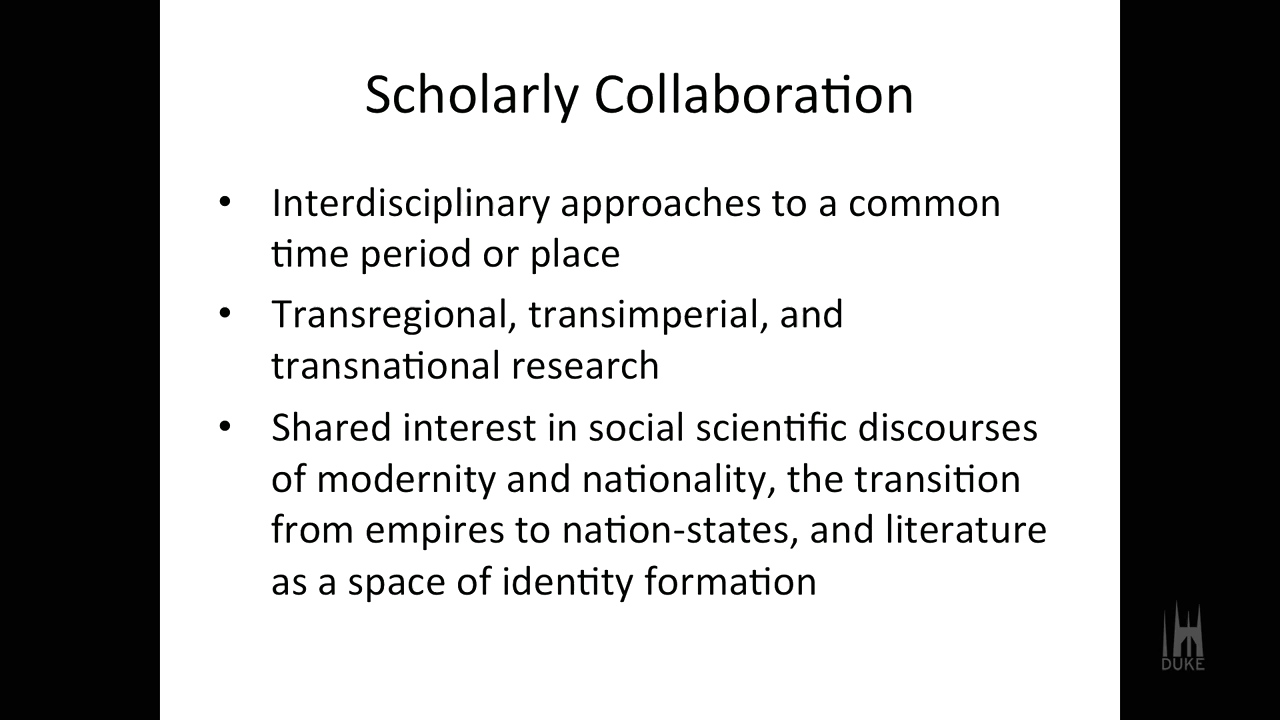 Scholarly Collaboration
• Interdisciplinary approaches to a common
time period or place
• Transregional, transimperial, and
transnational research
• Shared interest in social scientific discourses
of modernity and nationality, the transition
from empires to nation-states, and literature
as a space of identity formation
DUKE